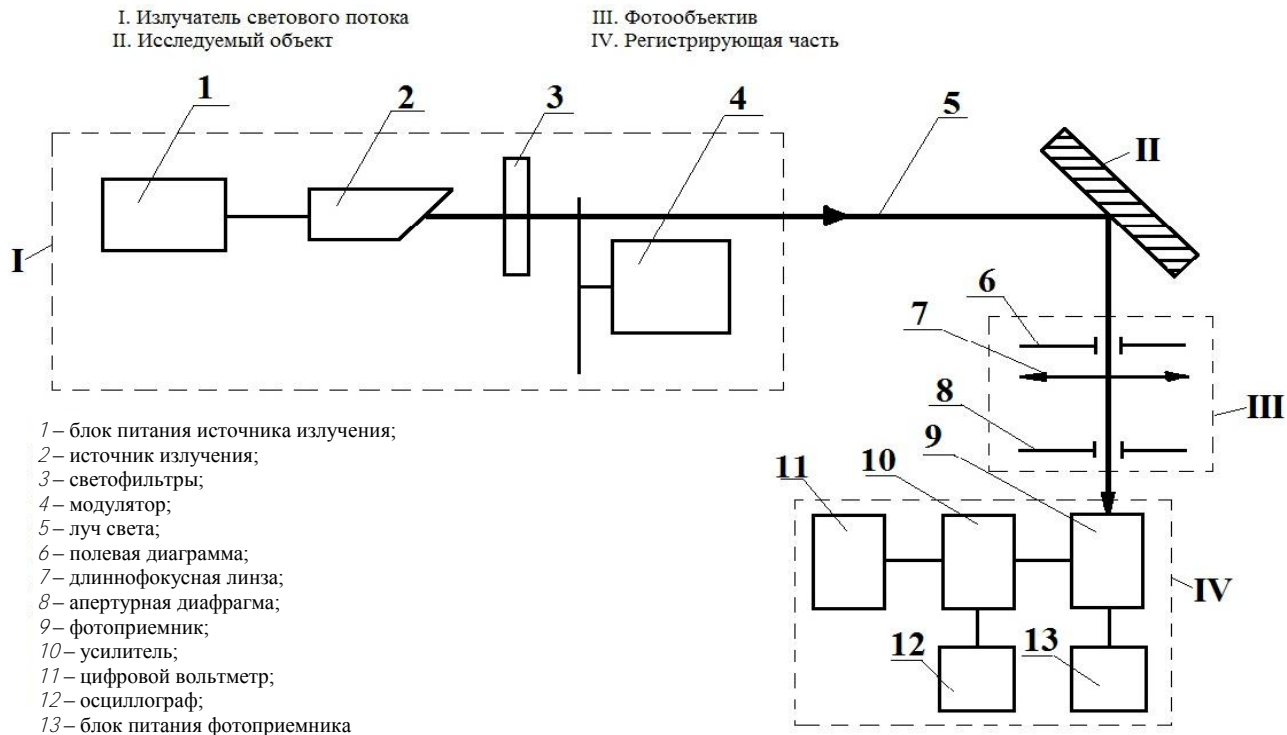 I. Излучатель светового потока
II. Исследуемый объект
III. Фотообъектив
IV. Регистрирующая часть
1
2
3
4
5
II
I
6
7
8
III
9
10
11
IV
12
13
1 – блок питания источника излучения;
2 – источник излучения;
3 – светофильтры;
4 – модулятор;
5 – луч света;
6 – полевая диаграмма;
7 – длиннофокусная линза;
8 – апертурная диафрагма;
9 – фотоприемник;
10 – усилитель;
11 – цифровой вольтметр;
12 – осциллограф;
13 – блок питания фотоприемника